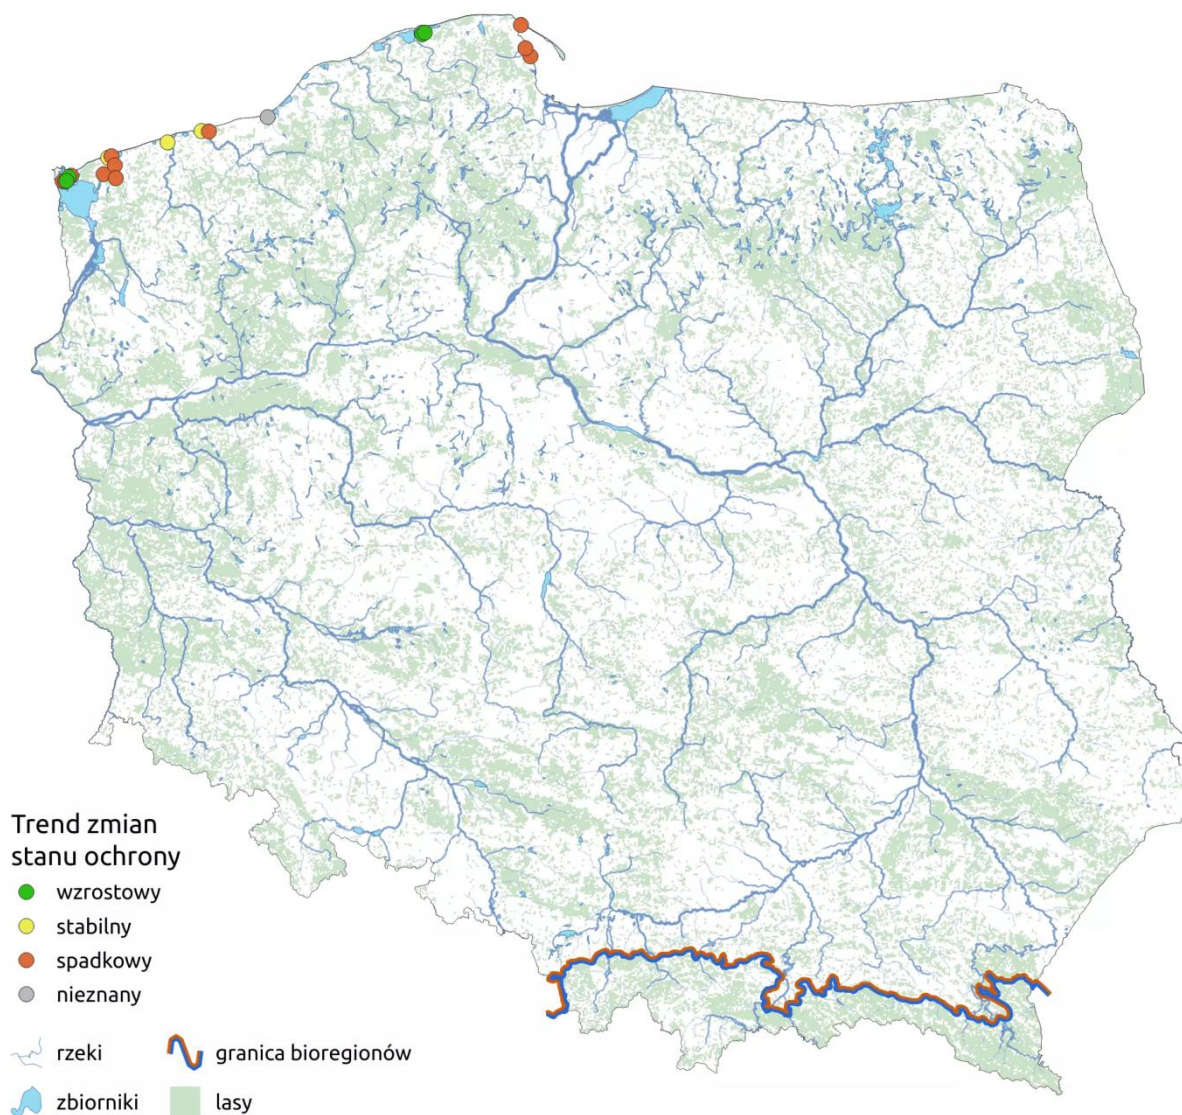 Trend zmian
stanu ochrony
wzrostowy
stabilny
spadkowy
nieznany
rzeki
granica bioregionów
zbiorniki
lasy